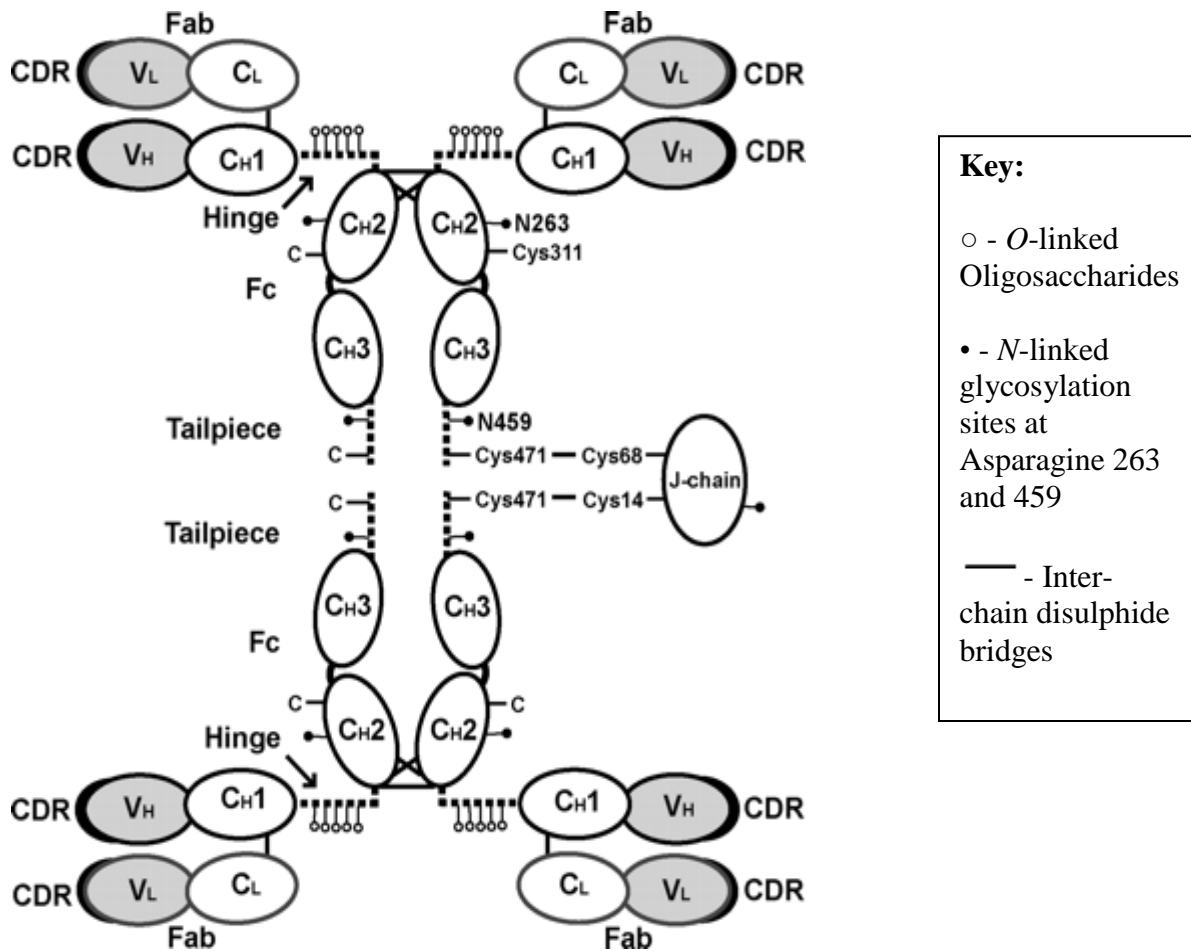 Fab Fab
CDR VL CL CL VL CDR
CDR VH CH1 CH1 VH CDR
Hinge
CH2 CH2 N263
C Cys311
Fc
CH3 CH3
N459
Tailpiece
C Cys471 Cys68
J-chain
C Cys471 Cys14
Tailpiece
CH3 CH3
Fc
C C
CH2 CH2
Hinge
CDR VH CH1 CH1 VH CDR
CDR VL CL CL VL CDR
Fab Fab
Key:
○ - O-linked
Oligosaccharides
• - N-linked
glycosylation
sites at
Asparagine 263
and 459
- Inter-
chain disulphide
bridges